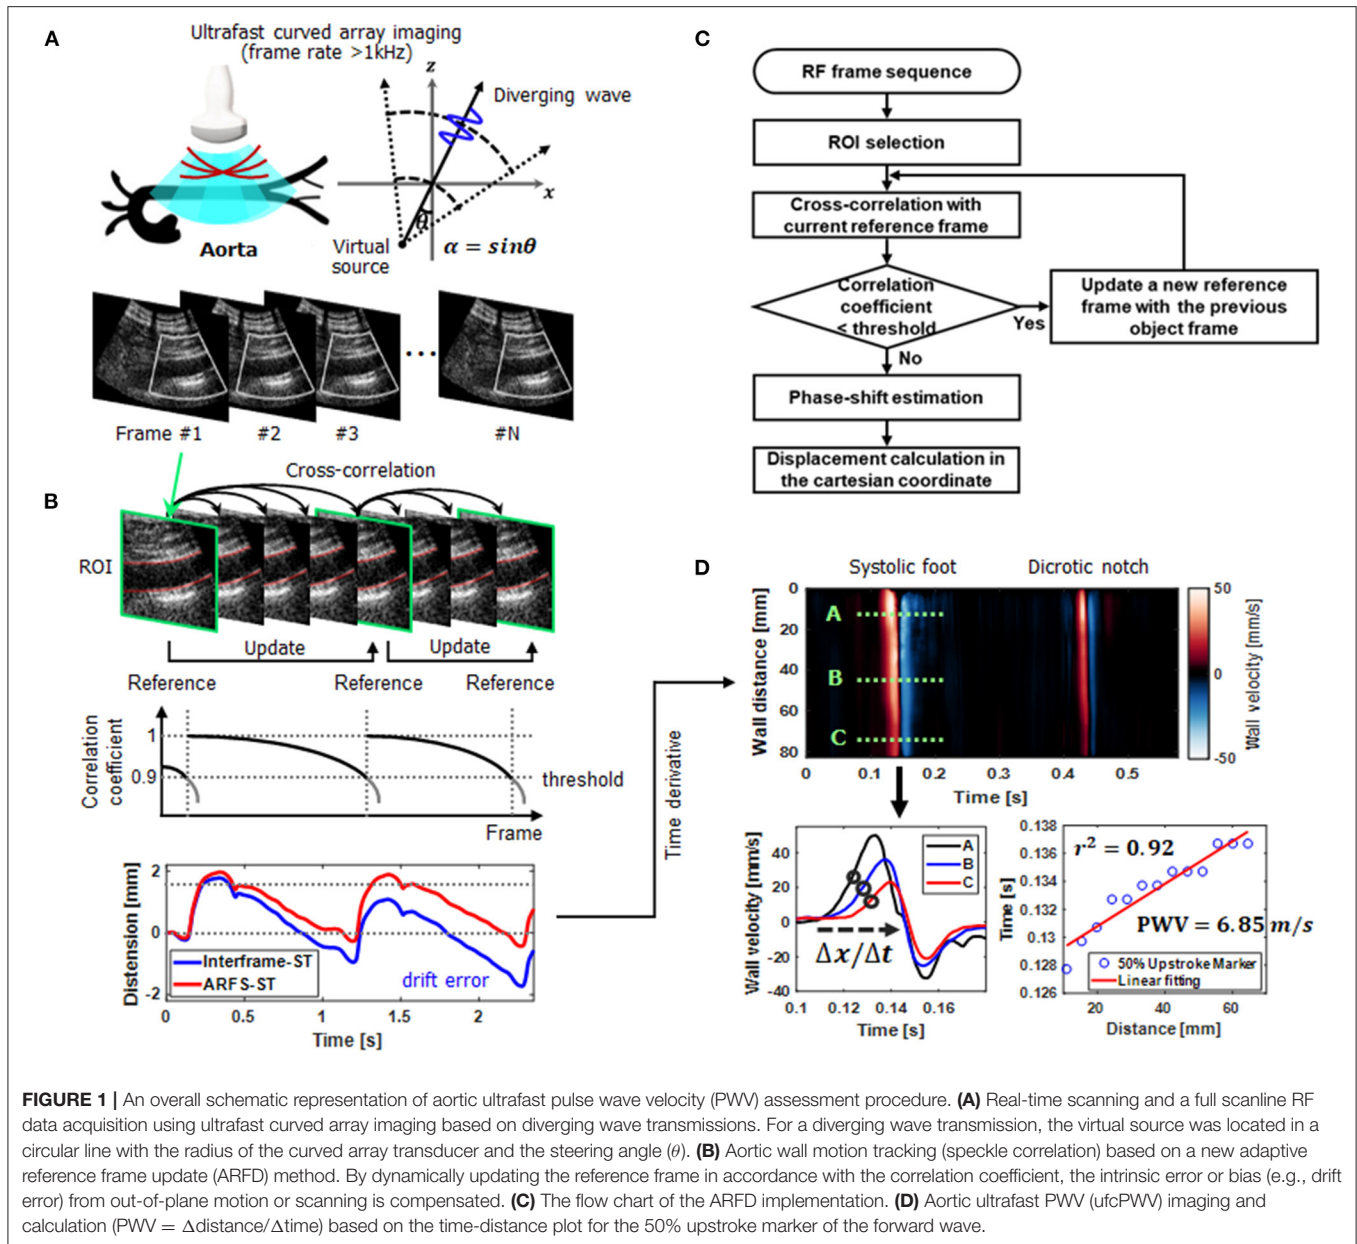 A
Ultrafast curved array imaging
(frame rate >1kHz)
z
Diverging wave
x
θ
Virtual
source
α = sinθ
Aorta
Frame #1
#2
#3
...
#N
B
Cross-correlation
ROI
Update
Update
Reference
Reference
Reference
Correlation
coefficient
1
0.9
threshold
Frame
Distension [mm]
2
0
-2
Interframe-ST
ARFS-ST
drift error
0
0.5
1
1.5
2
Time [s]
Time derivative
C
RF frame sequence
ROI selection
Cross-correlation with
current reference frame
Correlation
coefficient
< threshold
Yes
Update a new reference
frame with the previous
object frame
No
Phase-shift estimation
Displacement calculation in
the cartesian coordinate
D
Systolic foot
Dicrotic notch
Wall distance [mm]
0
20
40
60
80
A
B
C
0
0.1
0.2
0.3
0.4
0.5
Time [s]
50
0
-50
Wall velocity [mm/s]
Wall velocity [mm/s]
40
20
0
-20
-40
A
B
C
Δx/Δt
0.1
0.12
0.14
0.16
Time [s]
Time [s]
0.138
0.136
0.134
0.132
0.13
0.128
0.126
r² = 0.92
PWV = 6.85 m/s
50% Upstroke Marker
Linear fitting
20
40
60
Distance [mm]
FIGURE 1 | An overall schematic representation of aortic ultrafast pulse wave velocity (PWV) assessment procedure. (A) Real-time scanning and a full scanline RF
data acquisition using ultrafast curved array imaging based on diverging wave transmissions. For a diverging wave transmission, the virtual source was located in a
circular line with the radius of the curved array transducer and the steering angle (θ). (B) Aortic wall motion tracking (speckle correlation) based on a new adaptive
reference frame update (ARFD) method. By dynamically updating the reference frame in accordance with the correlation coefficient, the intrinsic error or bias (e.g., drift
error) from out-of-plane motion or scanning is compensated. (C) The flow chart of the ARFD implementation. (D) Aortic ultrafast PWV (ufcPWV) imaging and
calculation (PWV = Δdistance/Δtime) based on the time-distance plot for the 50% upstroke marker of the forward wave.